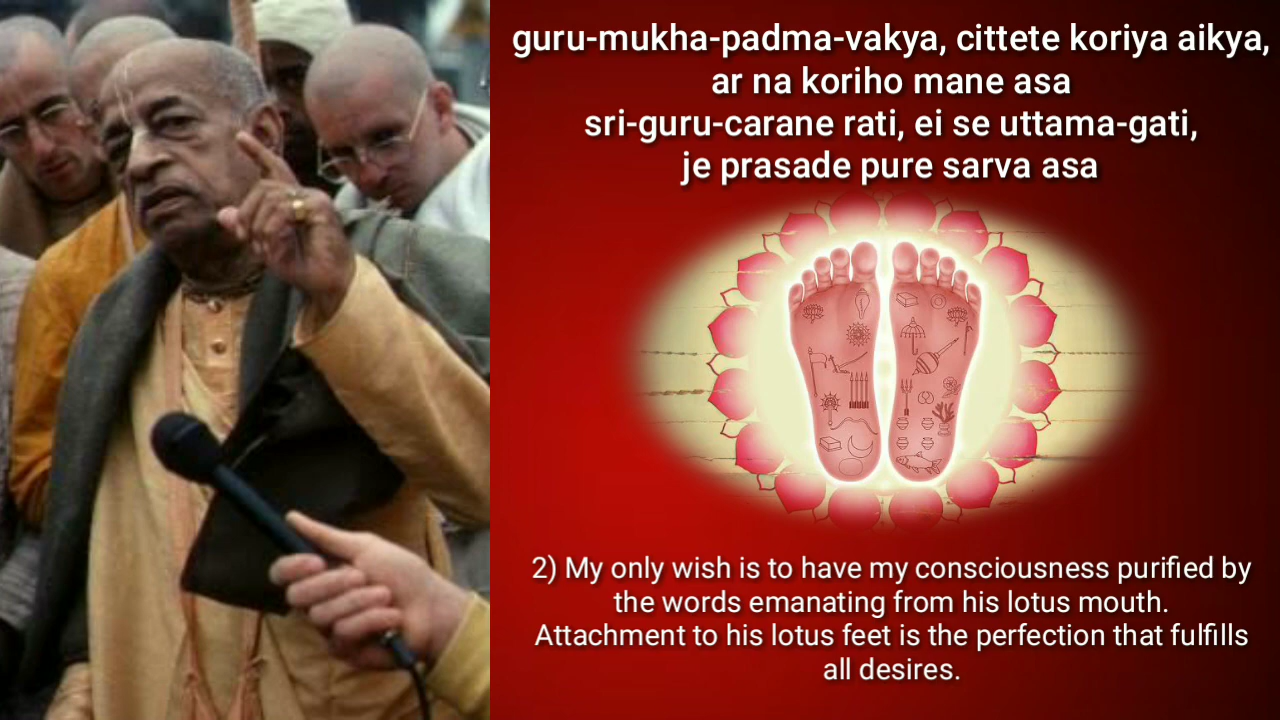 guru-mukha-padma-vakya, cittete koriya aikya,
ar na koriho mane asa
sri-guru-carane rati, ei se uttama-gati,
je prasade pure sarva asa
2) My only wish is to have my consciousness purified by
the words emanating from his lotus mouth.
Attachment to his lotus feet is the perfection that fulfills
all desires.